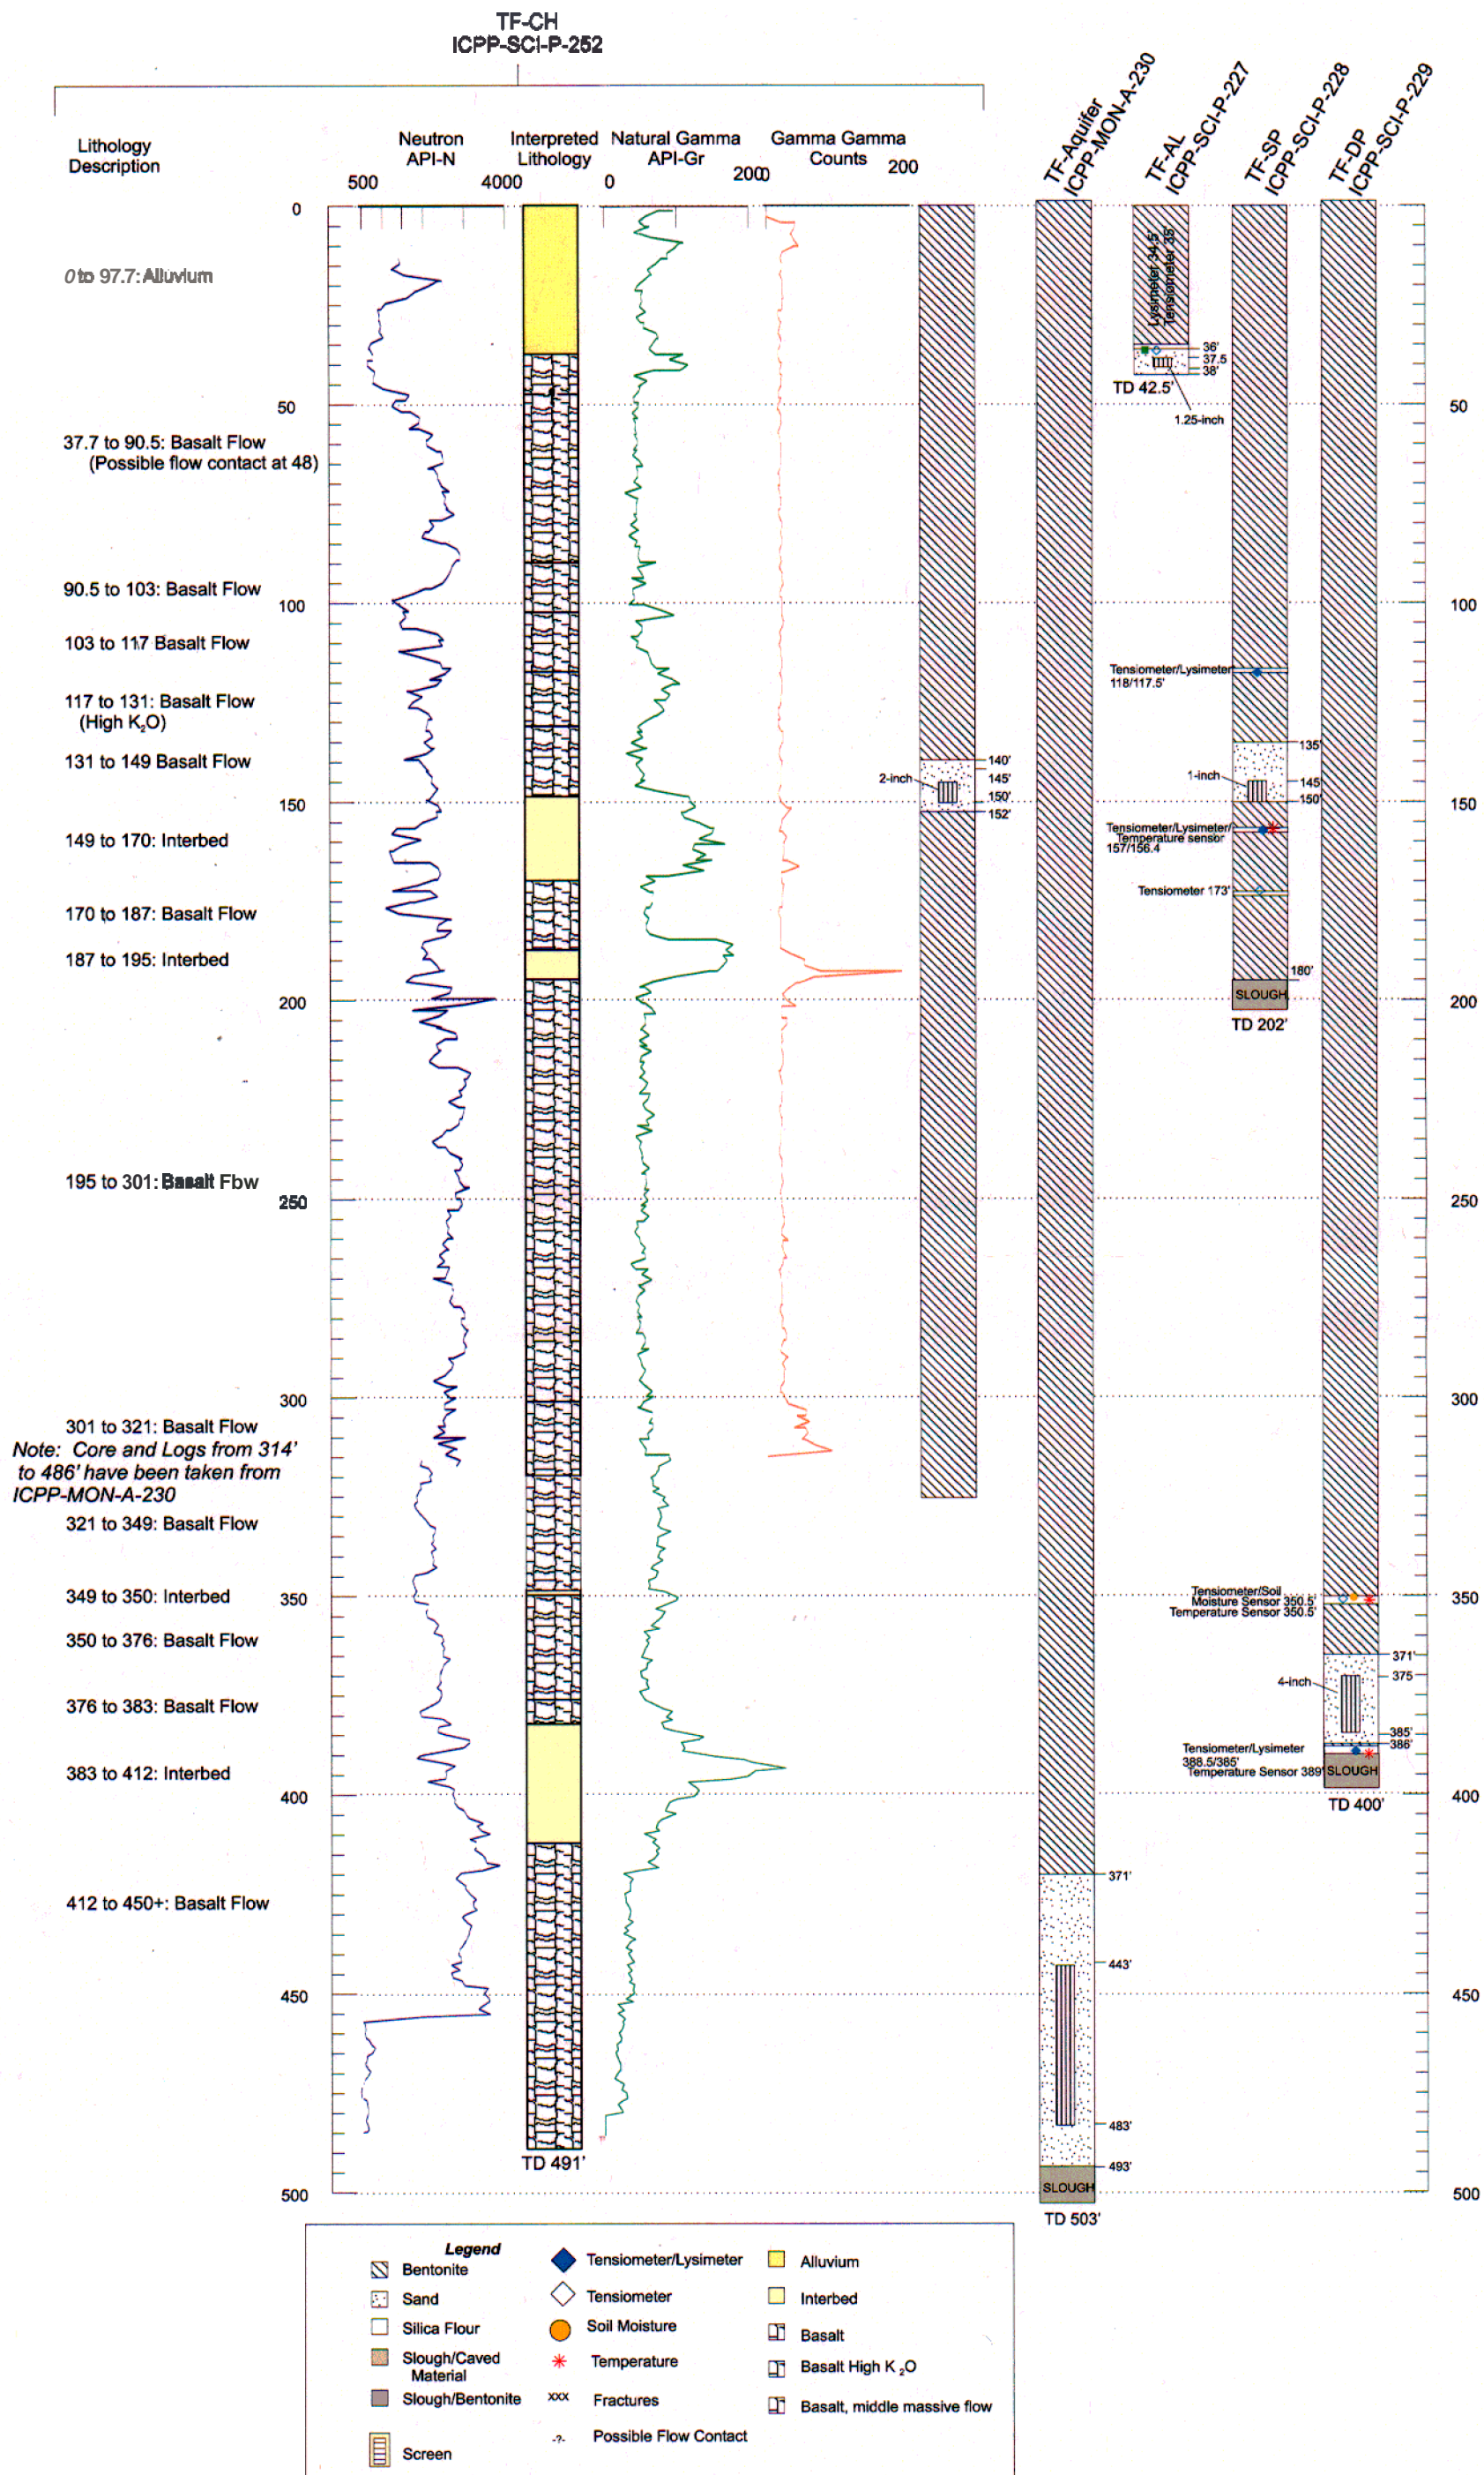 TF-CH
ICPP-SCI-P-252
TF-Aquifer
ICPP-MON-A-230
TF-AL
ICPP-SCI-P-227
TF-SP
ICPP-SCI-P-228
TF-DP
ICPP-SCI-P-229
Lithology
Description
Neutron
API-N
Interpreted
Lithology
Natural Gamma
API-Gr
Gamma Gamma
Counts
500
4000
0
2000
0
200
0
0 to 97.7: Alluvium
Lysimeter 34.5'
Tensiometer 35'
36'
37.5
38'
TD 42.5'
1.25-inch
50
50
37.7 to 90.5: Basalt Flow
(Possible flow contact at 48)
90.5 to 103: Basalt Flow
100
100
103 to 117 Basalt Flow
Tensiometer/Lysimeter
118/117.5'
117 to 131: Basalt Flow
(High K2O)
131 to 149 Basalt Flow
135'
140'
2-inch
145'
150'
152'
1-inch
145'
150'
150
150
149 to 170: Interbed
Tensiometer/Lysimeter/
Temperature sensor
157/156.4
Tensiometer 173'
170 to 187: Basalt Flow
187 to 195: Interbed
180'
SLOUGH
TD 202'
200
200
195 to 301: Basalt Fbw
250
250
300
300
301 to 321: Basalt Flow
Note: Core and Logs from 314'
to 486' have been taken from
ICPP-MON-A-230
321 to 349: Basalt Flow
349 to 350: Interbed
350
350
Tensiometer/Soil
Moisture Sensor 350.5'
Temperature Sensor 350.5'
350 to 376: Basalt Flow
371'
375
4-inch
385'
386'
376 to 383: Basalt Flow
Tensiometer/Lysimeter
388.5/385'
Temperature Sensor 389'
SLOUGH
TD 400'
383 to 412: Interbed
400
400
371'
412 to 450+: Basalt Flow
443'
450
450
483'
TD 491'
493'
SLOUGH
TD 503'
500
500
Legend
Bentonite
Sand
Silica Flour
Slough/Caved
Material
Slough/Bentonite
Screen
Tensiometer/Lysimeter
Tensiometer
Soil Moisture
Temperature
xxx Fractures
-?- Possible Flow Contact
Alluvium
Interbed
Basalt
Basalt High K2O
Basalt, middle massive flow